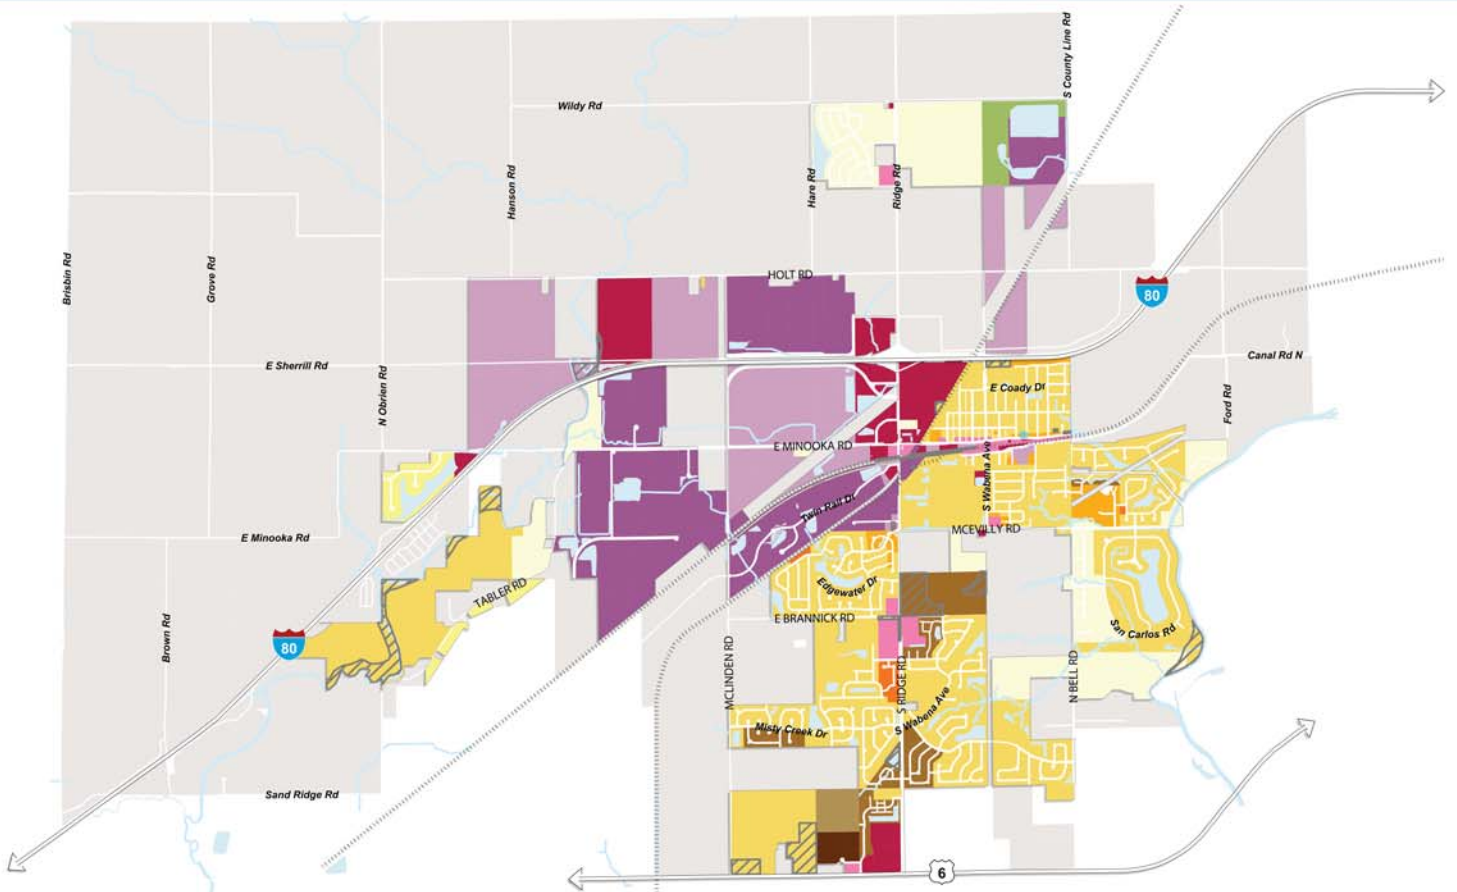 S County Line Rd
Wildy Rd
Hanson Rd
Hare Rd
Ridge Rd
Brisbin Rd
Grove Rd
HOLT RD
80
E Sherrill Rd
Canal Rd N
N Obrien Rd
E Coady Dr
Ford Rd
E MINOOKA RD
S Wabena Ave
Twin Rail Dr
E Minooka Rd
MCEVILLY RD
TABLER RD
Edgewater Dr
E BRANNICK RD
San Carlos Rd
Brown Rd
80
MCLINDEN RD
S RIDGE RD
N BELL RD
S Wabena Ave
Misty Creek Dr
Sand Ridge Rd
6